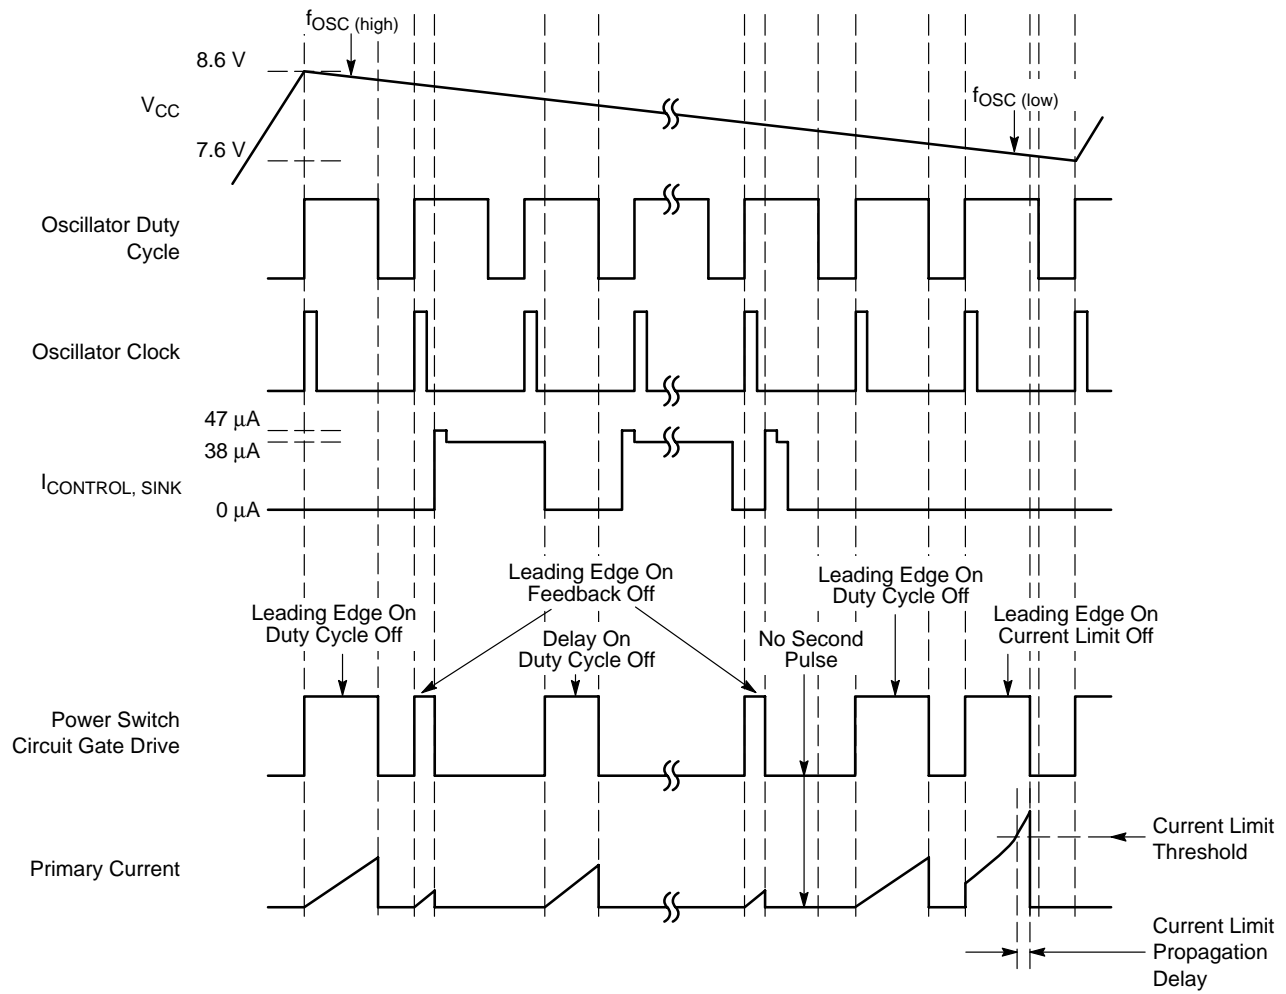 fOSC (high)
8.6 V
VCC
7.6 V
fOSC (low)
Oscillator Duty
Cycle
Oscillator Clock
47 µA
38 µA
ICONTROL, SINK
0 µA
Leading Edge On
Duty Cycle Off
Leading Edge On
Feedback Off
Delay On
Duty Cycle Off
No Second
Pulse
Leading Edge On
Duty Cycle Off
Leading Edge On
Current Limit Off
Power Switch
Circuit Gate Drive
Primary Current
Current Limit
Threshold
Current Limit
Propagation
Delay